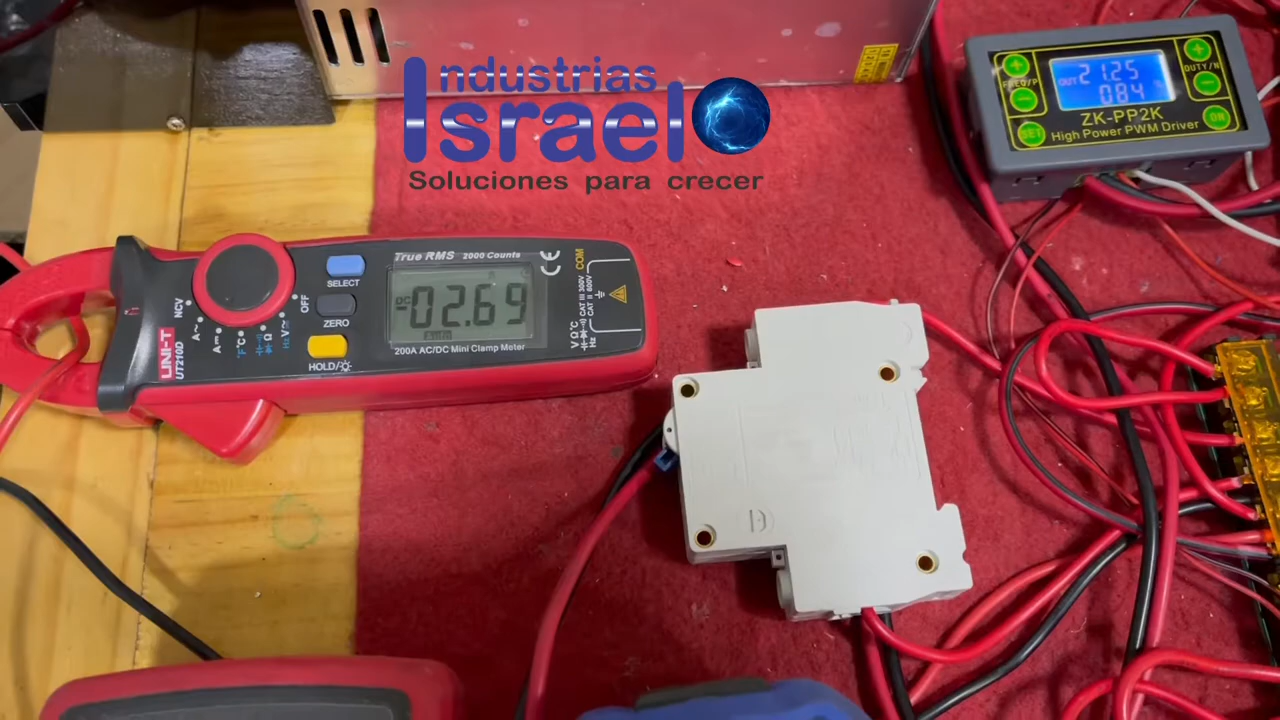 Industrias
Israel
Soluciones para crecer
OUT 21.25
0.84
FREQ/P
DUTY/N
SET
ZK-PP2K
High Power PWM Driver
True RMS 2000 Counts
SELECT
ZERO
HOLD/
OFF
NCV
A~
UNI-T
UT210D
DC
-02.69
200A AC/DC Mini Clamp Meter
COM
CAT III 300V
CAT II 600V
VΩ°C
Hz